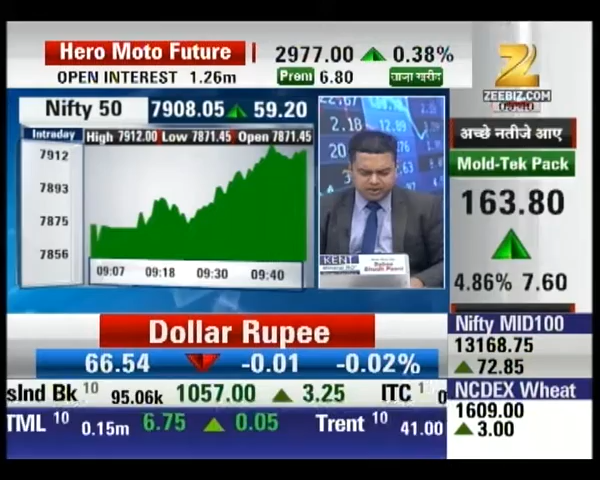 Hero Moto Future
2977.00 0.38%
OPEN INTEREST 1.26m
Prem 6.80
ताज़ा खरीद
ZEEBIZ.COM
Nifty 50 7908.05 59.20
Intraday High 7912.00 Low 7871.45 Open 7871.45
7912
7893
7875
7856
09:07 09:18 09:30 09:40
22.67
2.18
20
KENT
अच्छे नतीजे आए
Mold-Tek Pack
163.80
4.86% 7.60
Dollar Rupee
66.54 -0.01 -0.02%
Nifty MID100
13168.75
72.85
NCDEX Wheat
1609.00
3.00
sInd Bk 10 95.06k 1057.00 3.25 ITC 1
TML 10 0.15m 6.75 0.05 Trent 10 41.00